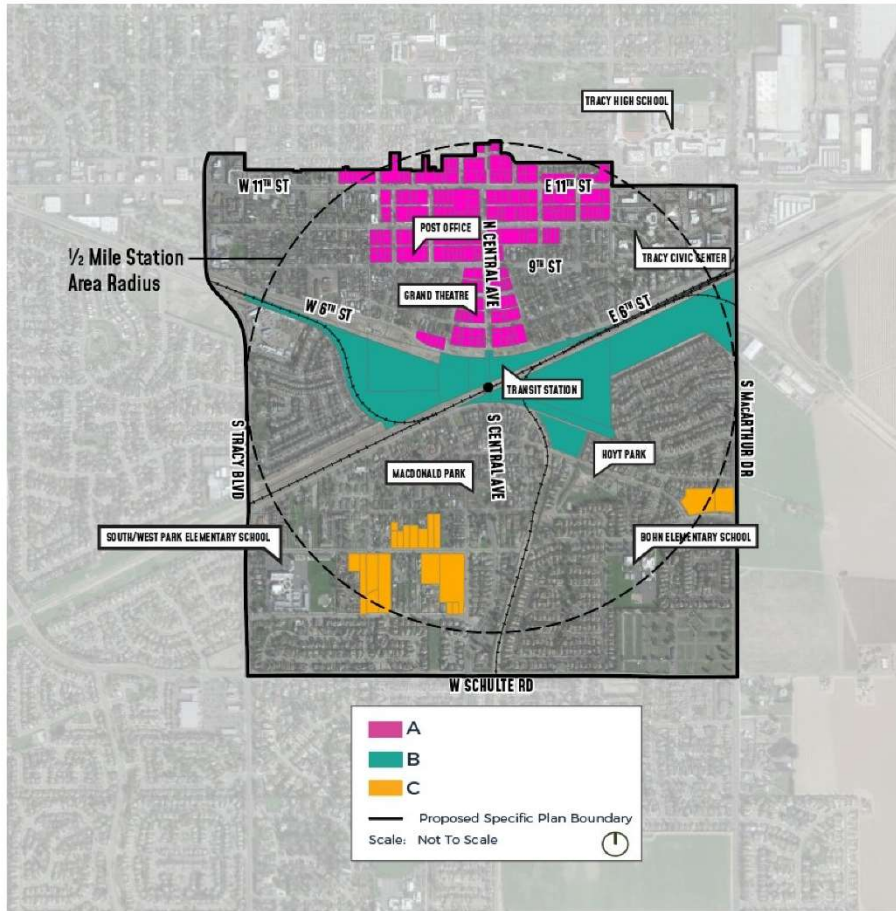 TRACY HIGH SCHOOL
W 11TH ST
E 11TH ST
POST OFFICE
N CENTRAL AVE
TRACY CIVIC CENTER
½ Mile Station
Area Radius
9TH ST
GRAND THEATRE
W 6TH ST
E 6TH ST
TRANSIT STATION
S TRACY BLVD
S MACARTHUR DR
S CENTRAL AVE
HOYT PARK
MACDONALD PARK
SOUTH/WEST PARK ELEMENTARY SCHOOL
BOHN ELEMENTARY SCHOOL
W SCHULTE RD
A
B
C
Proposed Specific Plan Boundary
Scale: Not To Scale